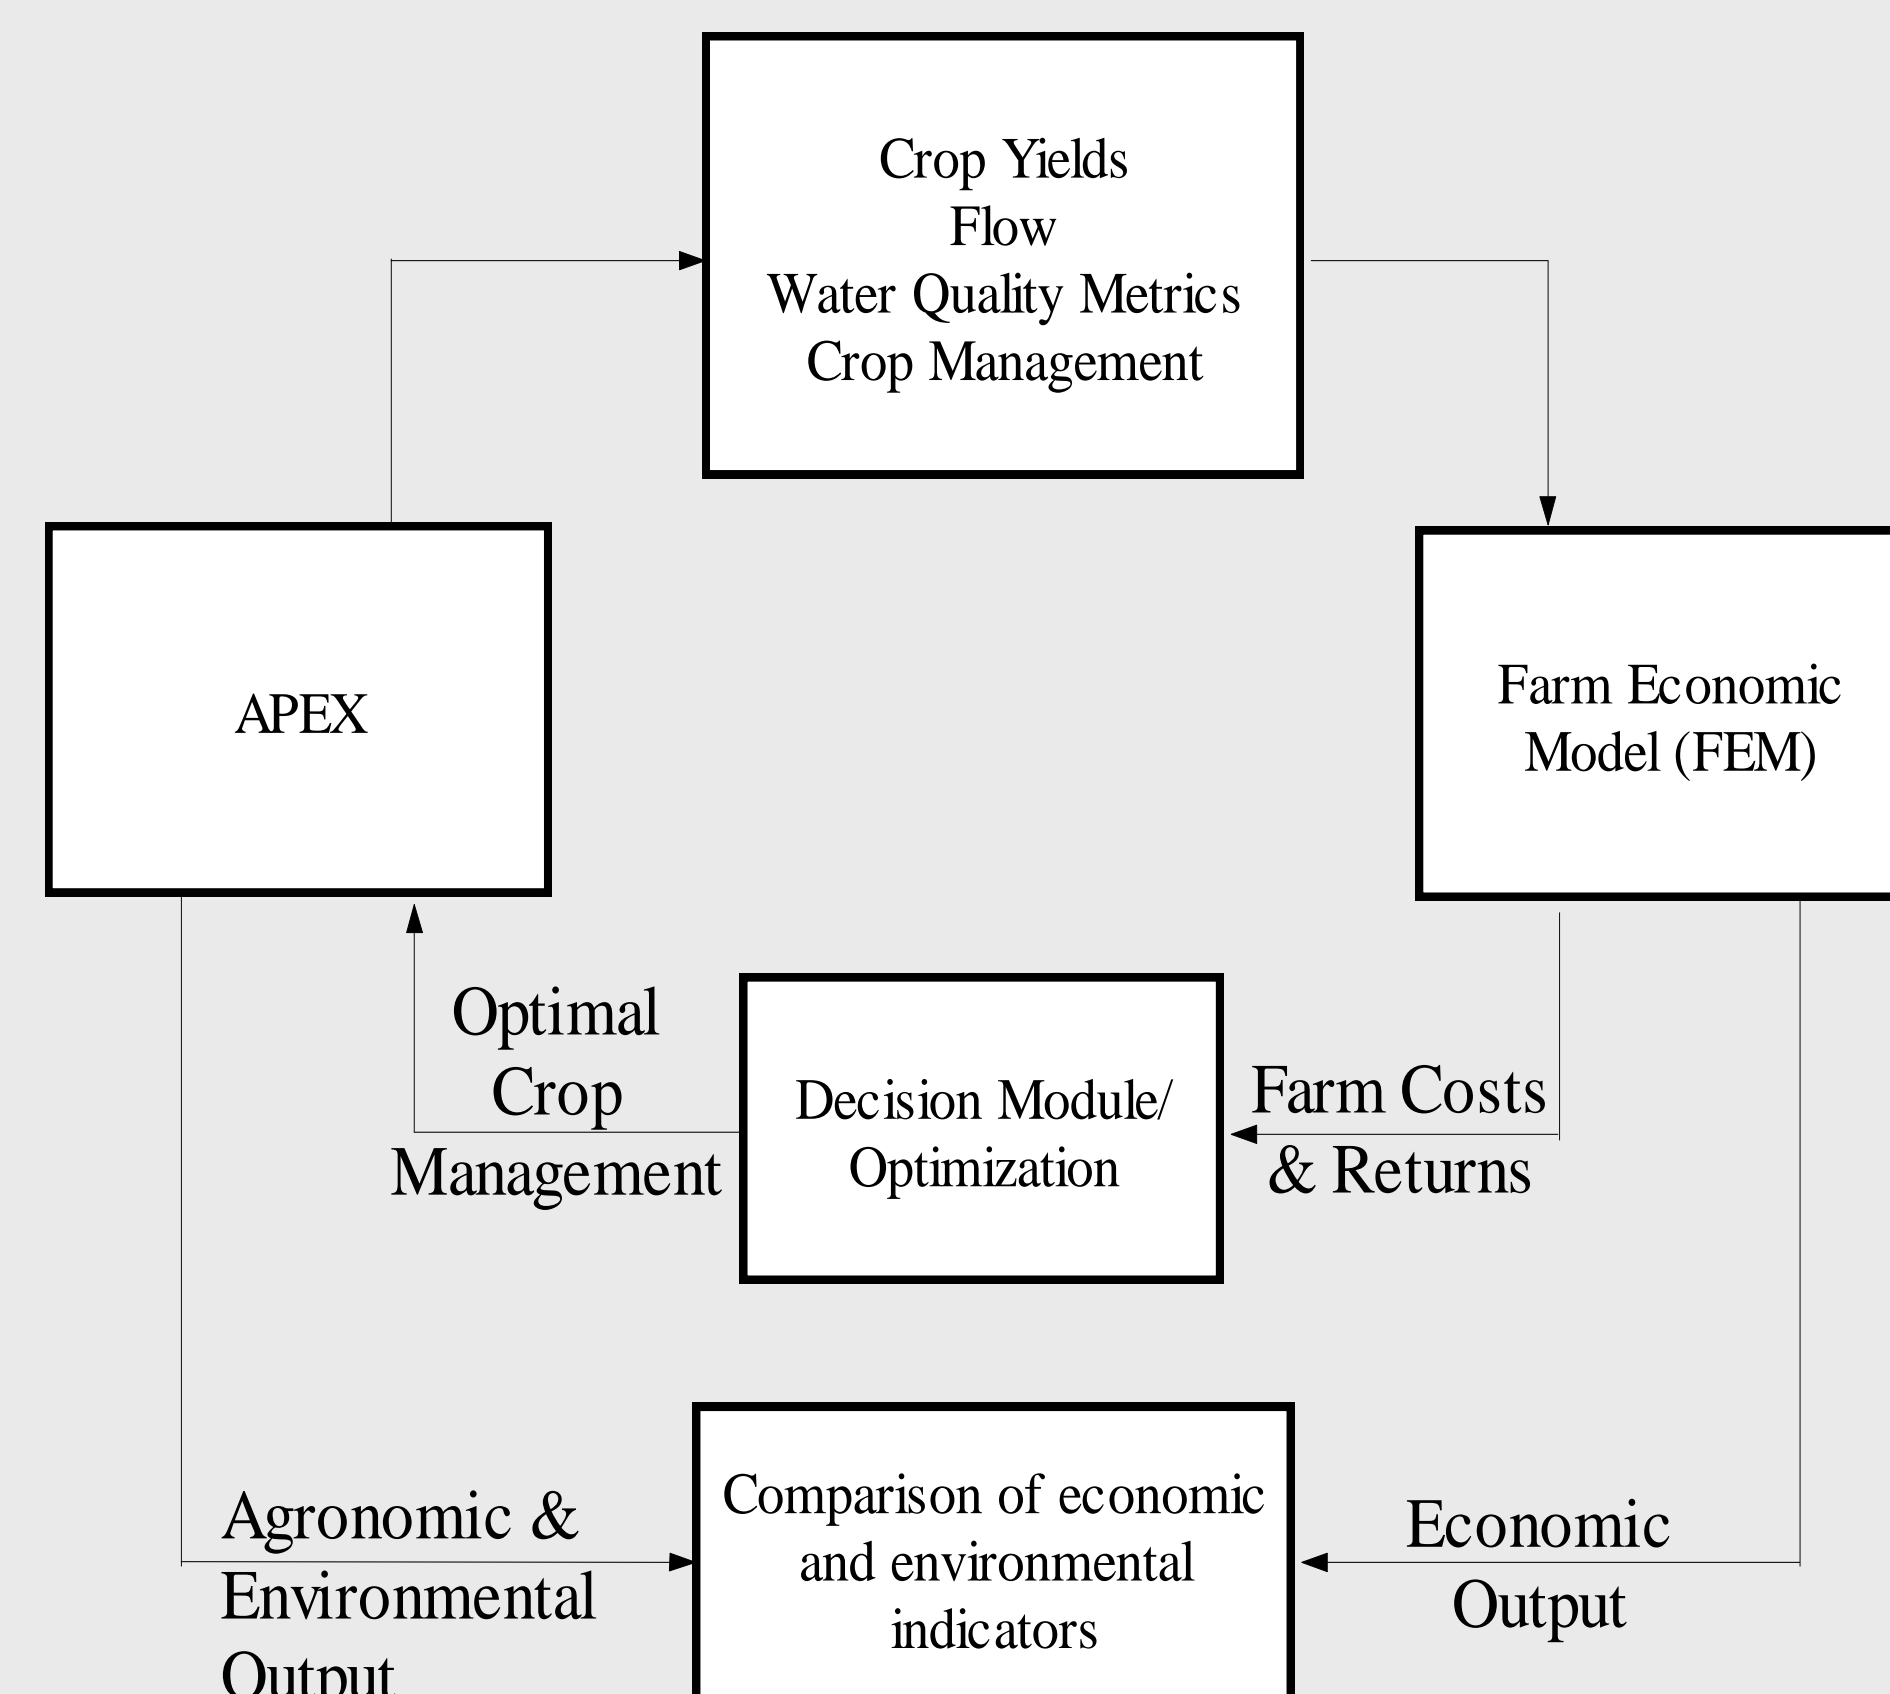 Crop Yields
Flow
Water Quality Metrics
Crop Management
APEX
Farm Economic
Model (FEM)
Optimal
Crop
Management
Decision Module/
Optimization
Farm Costs
& Returns
Agronomic &
Environmental
Output
Comparison of economic
and environmental
indicators
Economic
Output